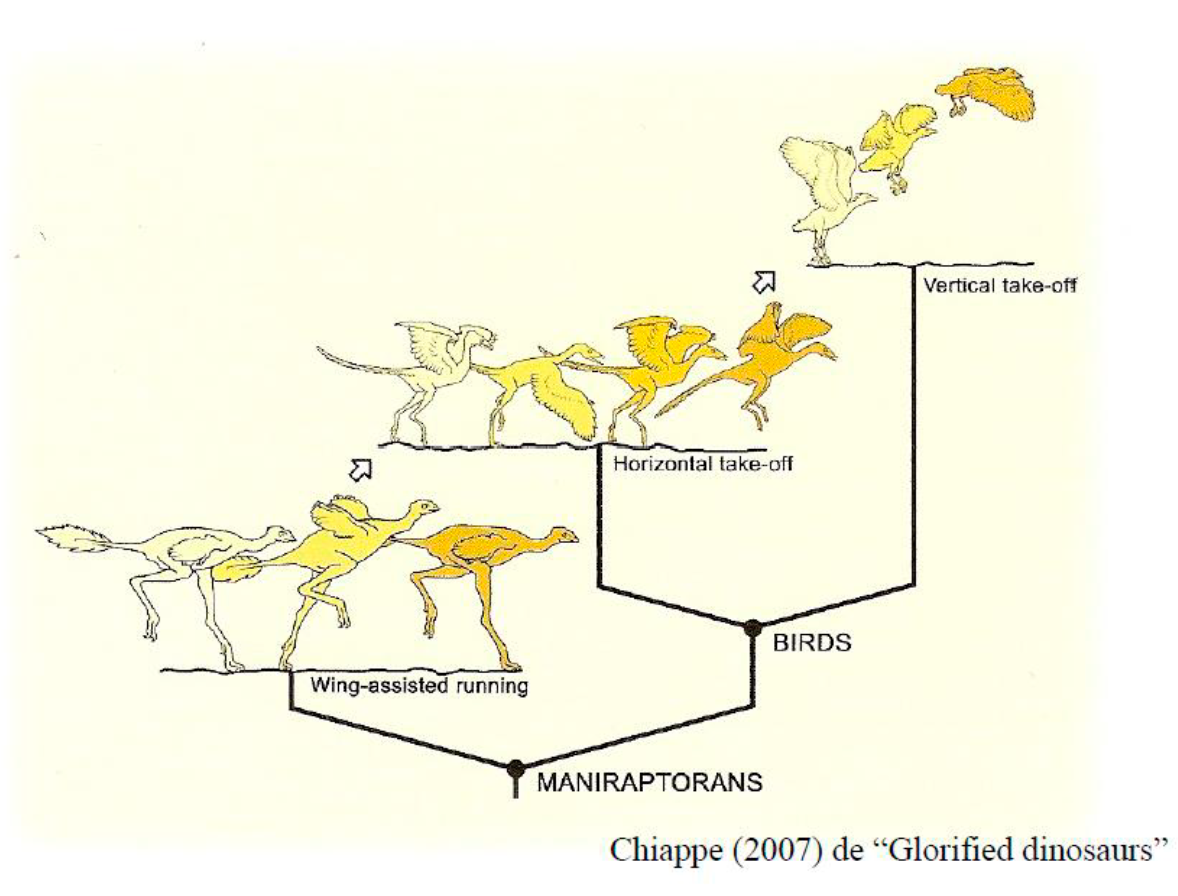 Vertical take-off
Horizontal take-off
Wing-assisted running
BIRDS
MANIRAPTORANS
Chiappe (2007) de “Glorified dinosaurs”